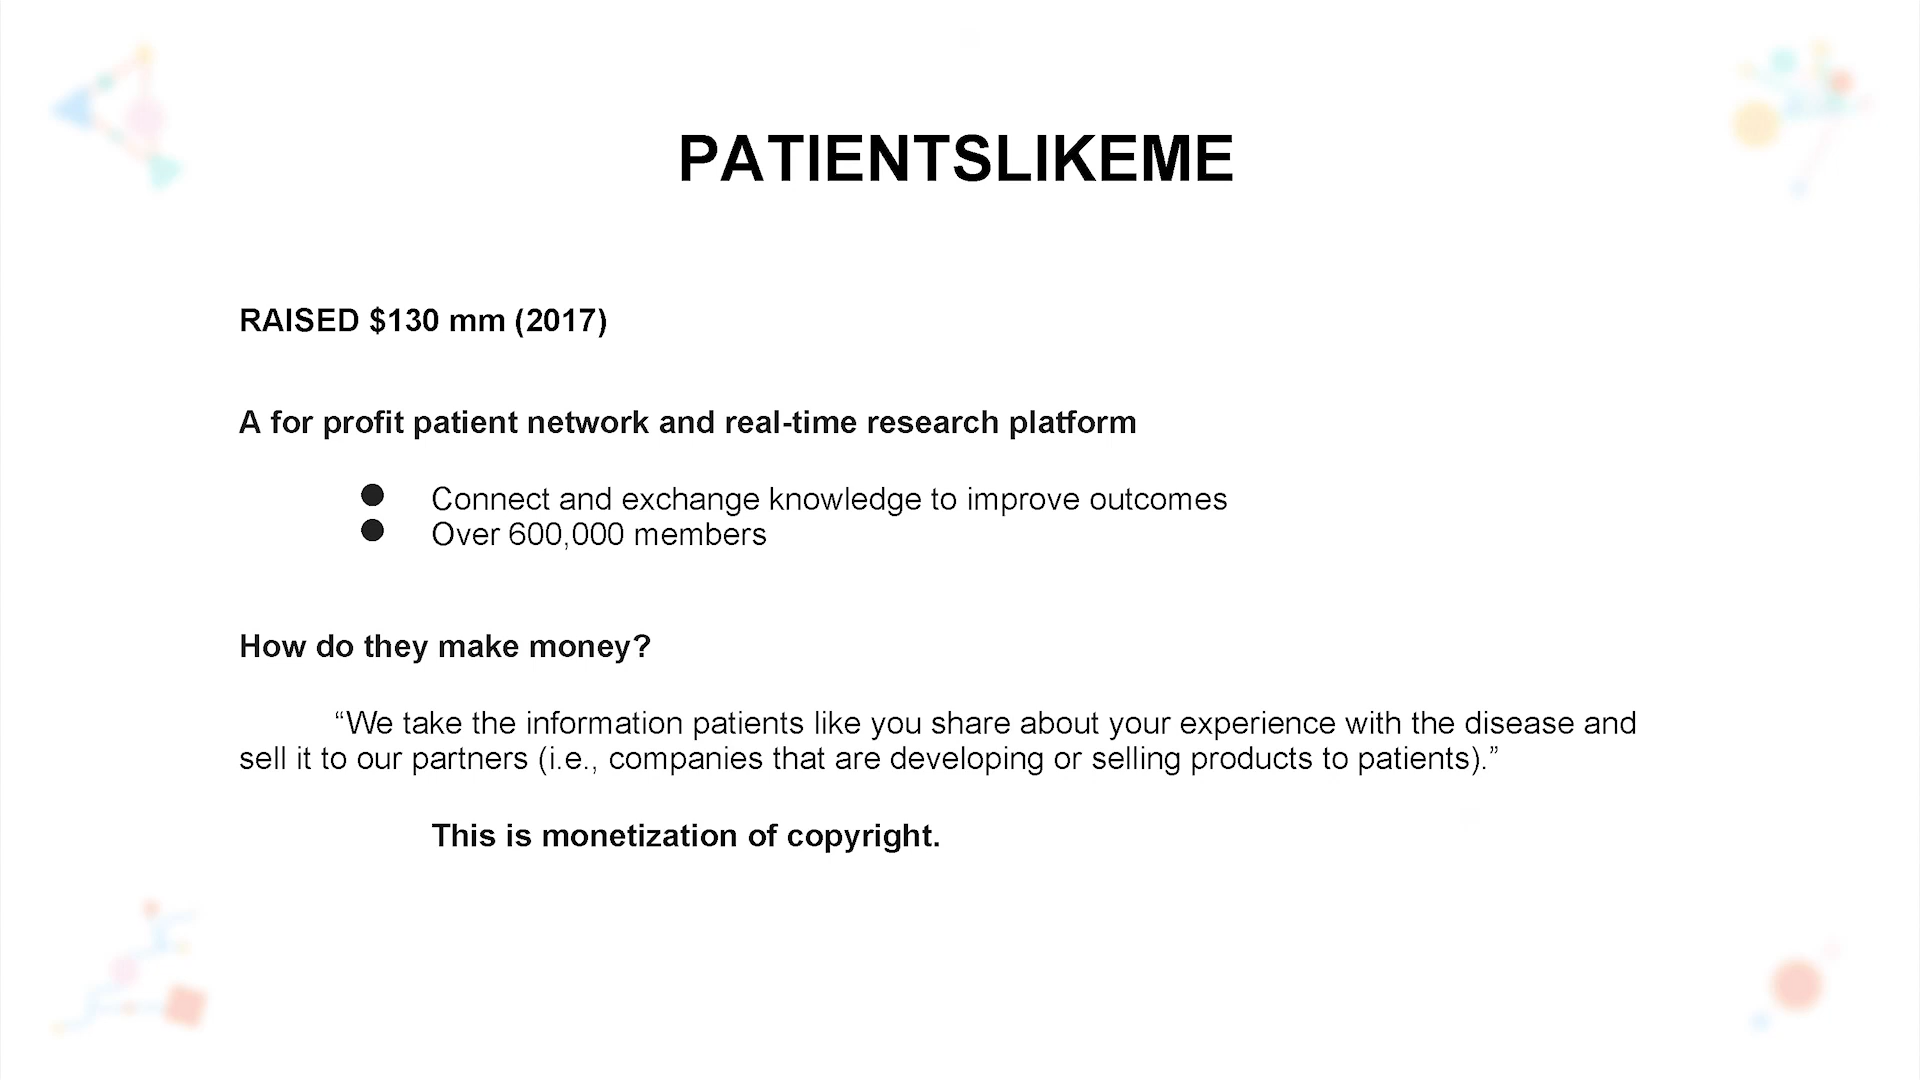 PATIENTSLIKEME
RAISED $130 mm (2017)
A for profit patient network and real-time research platform
● Connect and exchange knowledge to improve outcomes
● Over 600,000 members
How do they make money?
“We take the information patients like you share about your experience with the disease and
sell it to our partners (i.e., companies that are developing or selling products to patients).”
This is monetization of copyright.